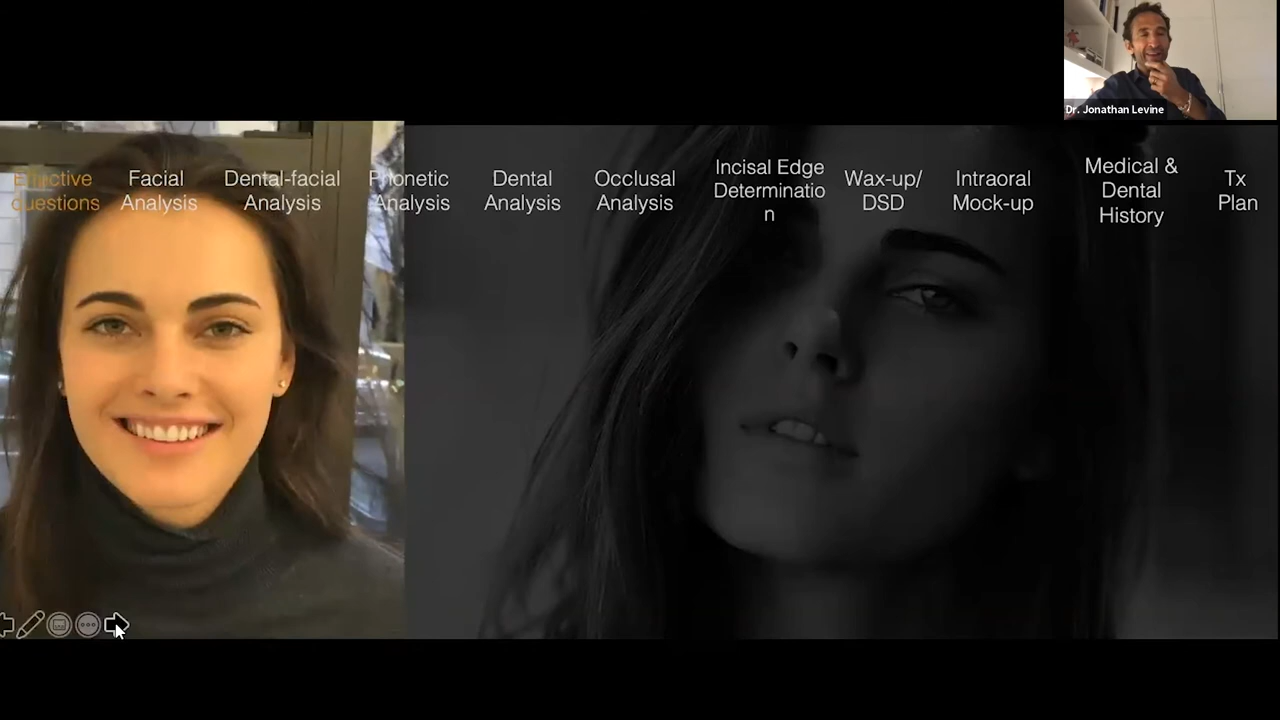 Dr. Jonathan Levine
Effective
questions
Facial
Analysis
Dental-facial
Analysis
Phonetic
Analysis
Dental
Analysis
Occlusal
Analysis
Incisal Edge
Determinatio
n
Wax-up/
DSD
Intraoral
Mock-up
Medical &
Dental
History
Tx
Plan